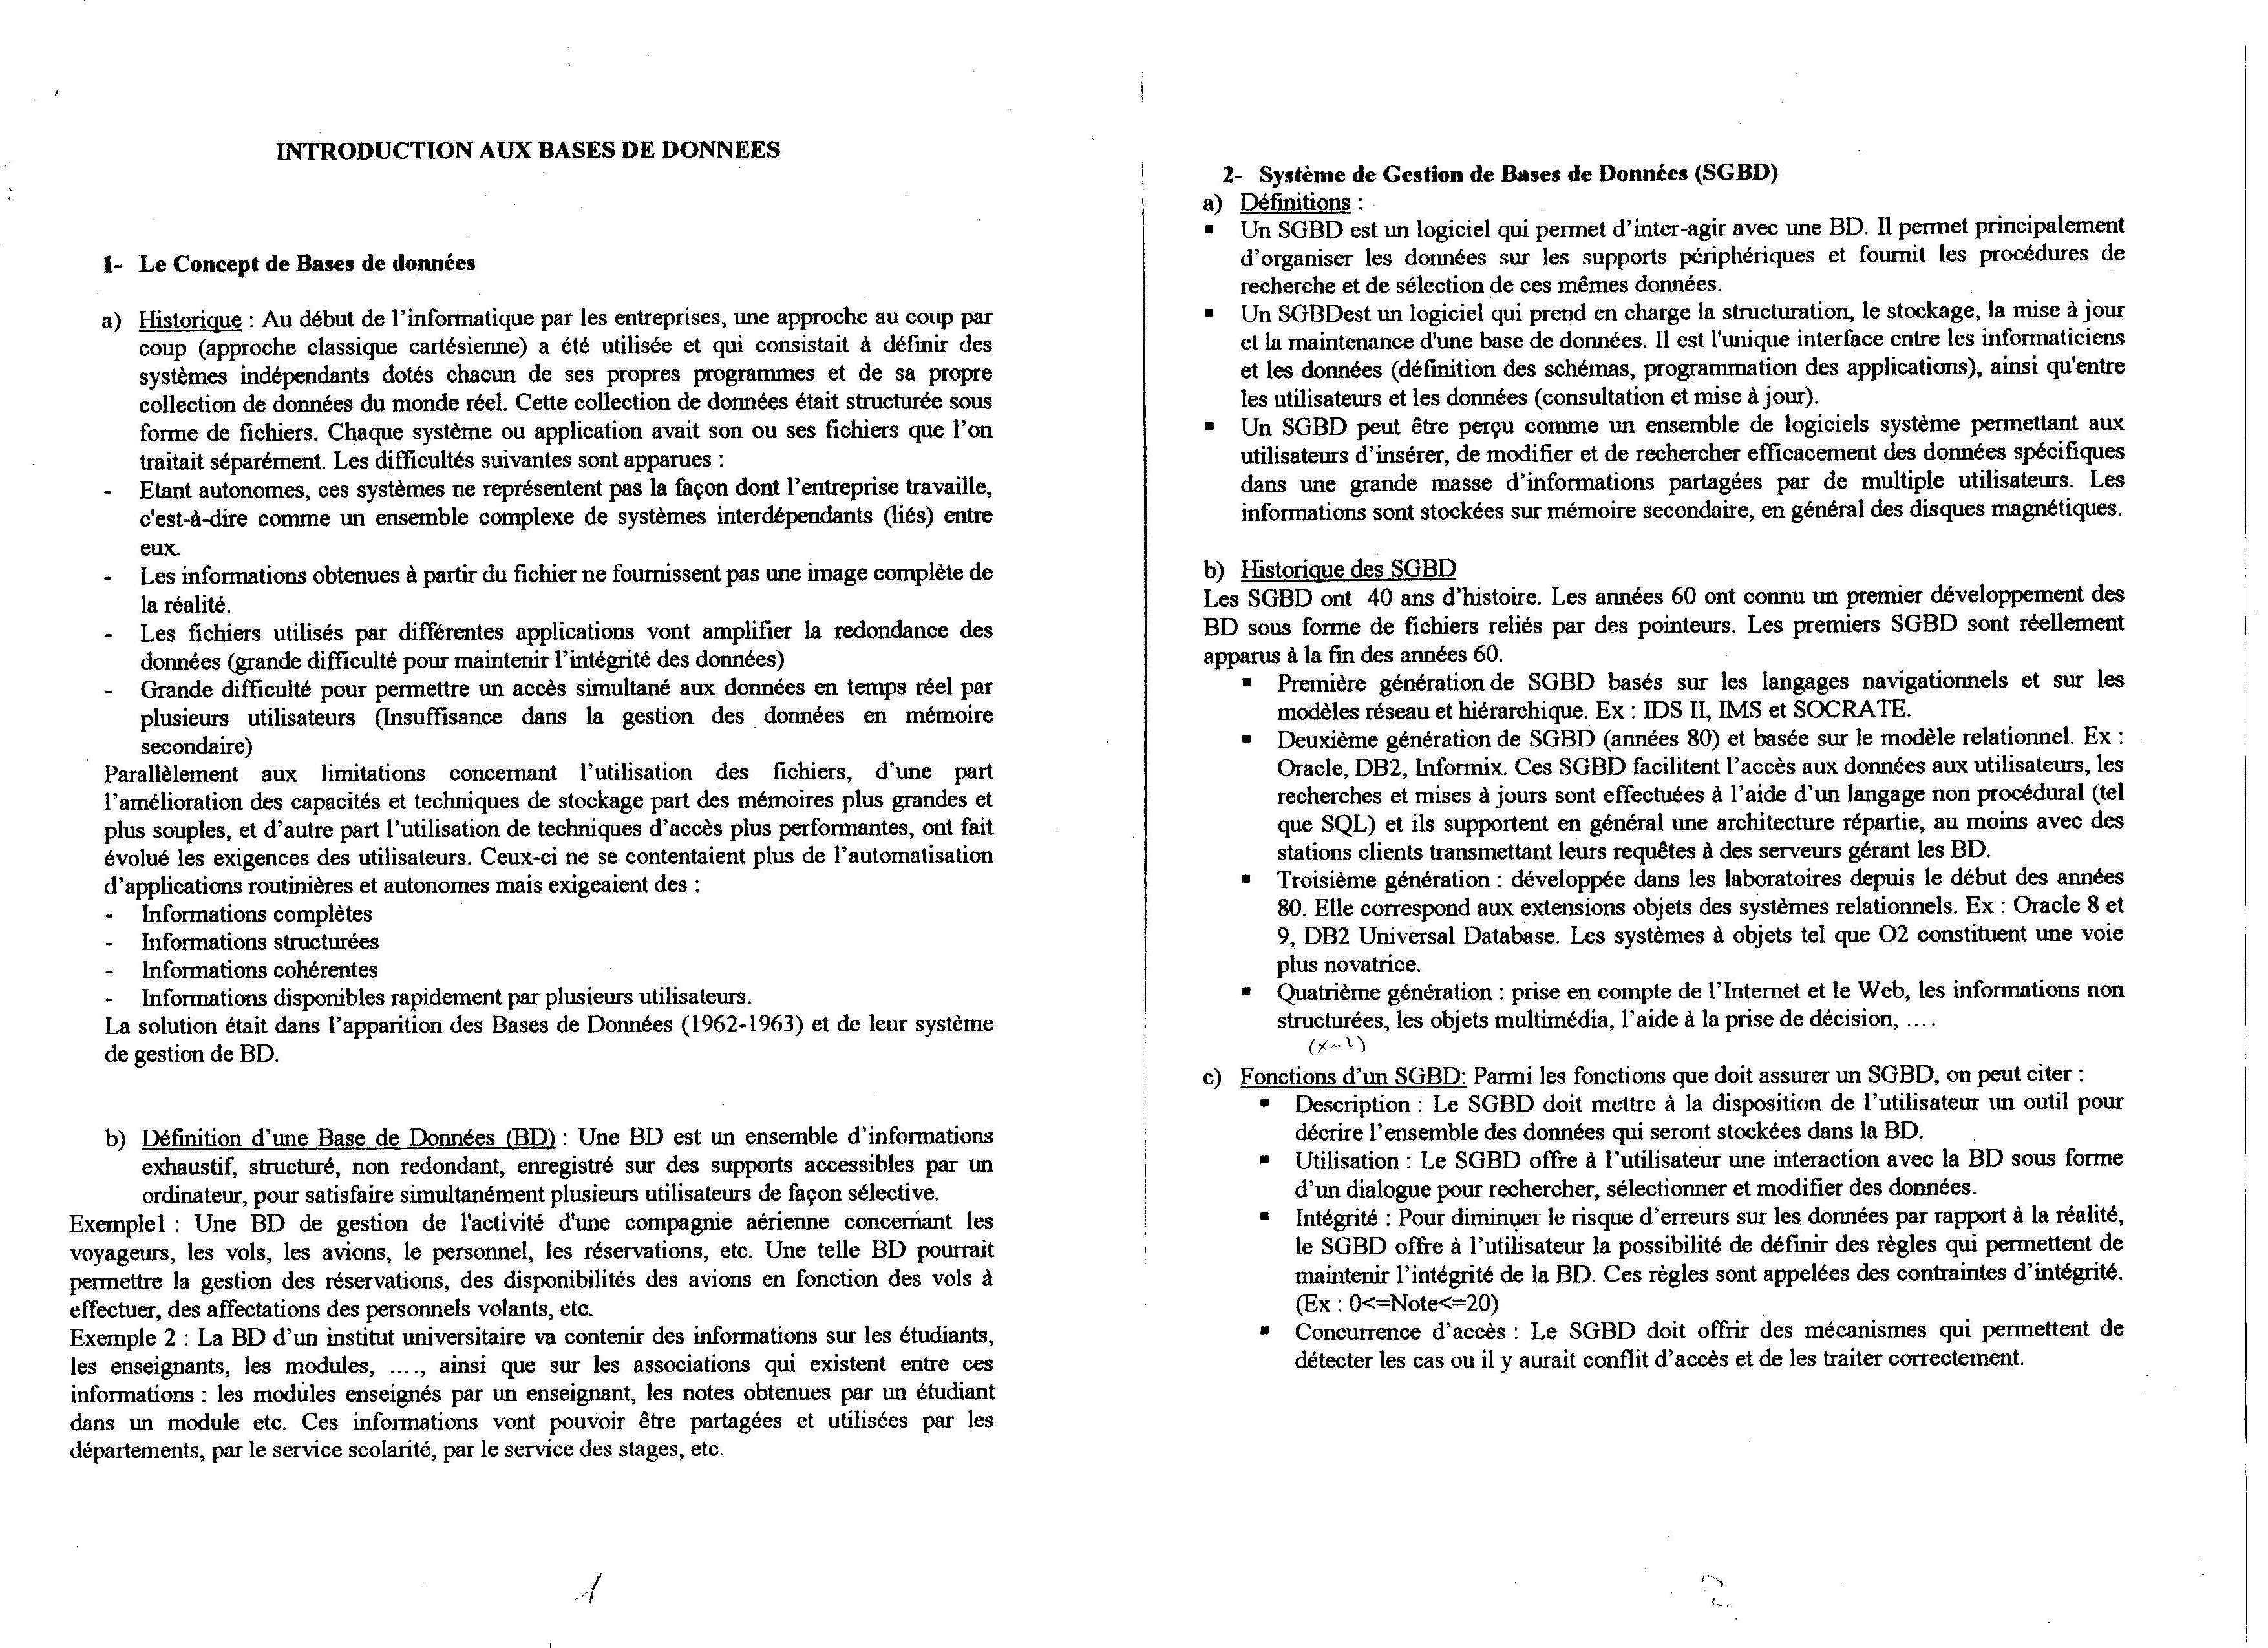 INTRODUCTION AUX BASES DE DONNEES
1- Le Concept de Bases de données
a) Historique : Au début de l'informatique par les entreprises, une approche au coup par
coup (approche classique cartésienne) a été utilisée et qui consistait à définir des
systèmes indépendants dotés chacun de ses propres programmes et de sa propre
collection de données du monde réel. Cette collection de données était structurée sous
forme de fichiers. Chaque système ou application avait son ou ses fichiers que l'on
traitait séparément. Les difficultés suivantes sont apparues :
- Etant autonomes, ces systèmes ne représentent pas la façon dont l'entreprise travaille,
c'est-à-dire comme un ensemble complexe de systèmes interdépendants (liés) entre
eux.
- Les informations obtenues à partir du fichier ne fournissent pas une image complète de
la réalité.
- Les fichiers utilisés par différentes applications vont amplifier la redondance des
données (grande difficulté pour maintenir l'intégrité des données)
- Grande difficulté pour permettre un accès simultané aux données en temps réel par
plusieurs utilisateurs (Insuffisance dans la gestion des données en mémoire
secondaire)
Parallèlement aux limitations concernant l'utilisation des fichiers, d'une part
l'amélioration des capacités et techniques de stockage part des mémoires plus grandes et
plus souples, et d'autre part l'utilisation de techniques d'accès plus performantes, ont fait
évolué les exigences des utilisateurs. Ceux-ci ne se contentaient plus de l'automatisation
d'applications routinières et autonomes mais exigeaient des :
- Informations complètes
- Informations structurées
- Informations cohérentes
- Informations disponibles rapidement par plusieurs utilisateurs.
La solution était dans l'apparition des Bases de Données (1962-1963) et de leur système
de gestion de BD.
b) Définition d'une Base de Données (BD) : Une BD est un ensemble d'informations
exhaustif, structuré, non redondant, enregistré sur des supports accessibles par un
ordinateur, pour satisfaire simultanément plusieurs utilisateurs de façon sélective.
Exemple1 : Une BD de gestion de l'activité d'une compagnie aérienne concernant les
voyageurs, les vols, les avions, le personnel, les réservations, etc. Une telle BD pourrait
permettre la gestion des réservations, des disponibilités des avions en fonction des vols à
effectuer, des affectations des personnels volants, etc.
Exemple 2 : La BD d'un institut universitaire va contenir des informations sur les étudiants,
les enseignants, les modules, …., ainsi que sur les associations qui existent entre ces
informations : les modules enseignés par un enseignant, les notes obtenues par un étudiant
dans un module etc. Ces informations vont pouvoir être partagées et utilisées par les
départements, par le service scolarité, par le service des stages, etc.
1
2- Système de Gestion de Bases de Données (SGBD)
a) Définitions :
▪ Un SGBD est un logiciel qui permet d'inter-agir avec une BD. Il permet principalement
d'organiser les données sur les supports périphériques et fournit les procédures de
recherche et de sélection de ces mêmes données.
▪ Un SGBDest un logiciel qui prend en charge la structuration, le stockage, la mise à jour
et la maintenance d'une base de données. Il est l'unique interface entre les informaticiens
et les données (définition des schémas, programmation des applications), ainsi qu'entre
les utilisateurs et les données (consultation et mise à jour).
▪ Un SGBD peut être perçu comme un ensemble de logiciels système permettant aux
utilisateurs d'insérer, de modifier et de rechercher efficacement des données spécifiques
dans une grande masse d'informations partagées par de multiple utilisateurs. Les
informations sont stockées sur mémoire secondaire, en général des disques magnétiques.
b) Historique des SGBD
Les SGBD ont 40 ans d'histoire. Les années 60 ont connu un premier développement des
BD sous forme de fichiers reliés par des pointeurs. Les premiers SGBD sont réellement
apparus à la fin des années 60.
▪ Première génération de SGBD basés sur les langages navigationnels et sur les
modèles réseau et hiérarchique. Ex : IDS II, IMS et SOCRATE.
▪ Deuxième génération de SGBD (années 80) et basée sur le modèle relationnel. Ex :
Oracle, DB2, Informix. Ces SGBD facilitent l'accès aux données aux utilisateurs, les
recherches et mises à jours sont effectuées à l'aide d'un langage non procédural (tel
que SQL) et ils supportent en général une architecture répartie, au moins avec des
stations clients transmettant leurs requêtes à des serveurs gérant les BD.
▪ Troisième génération : développée dans les laboratoires depuis le début des années
80. Elle correspond aux extensions objets des systèmes relationnels. Ex : Oracle 8 et
9, DB2 Universal Database. Les systèmes à objets tel que O2 constituent une voie
plus novatrice.
▪ Quatrième génération : prise en compte de l'Internet et le Web, les informations non
structurées, les objets multimédia, l'aide à la prise de décision, ….
(xml)
c) Fonctions d'un SGBD: Parmi les fonctions que doit assurer un SGBD, on peut citer :
▪ Description : Le SGBD doit mettre à la disposition de l'utilisateur un outil pour
décrire l'ensemble des données qui seront stockées dans la BD.
▪ Utilisation : Le SGBD offre à l'utilisateur une interaction avec la BD sous forme
d'un dialogue pour rechercher, sélectionner et modifier des données.
▪ Intégrité : Pour diminuer le risque d'erreurs sur les données par rapport à la réalité,
le SGBD offre à l'utilisateur la possibilité de définir des règles qui permettent de
maintenir l'intégrité de la BD. Ces règles sont appelées des contraintes d'intégrité.
(Ex : 0<=Note<=20)
▪ Concurrence d'accès : Le SGBD doit offrir des mécanismes qui permettent de
détecter les cas ou il y aurait conflit d'accès et de les traiter correctement.
2